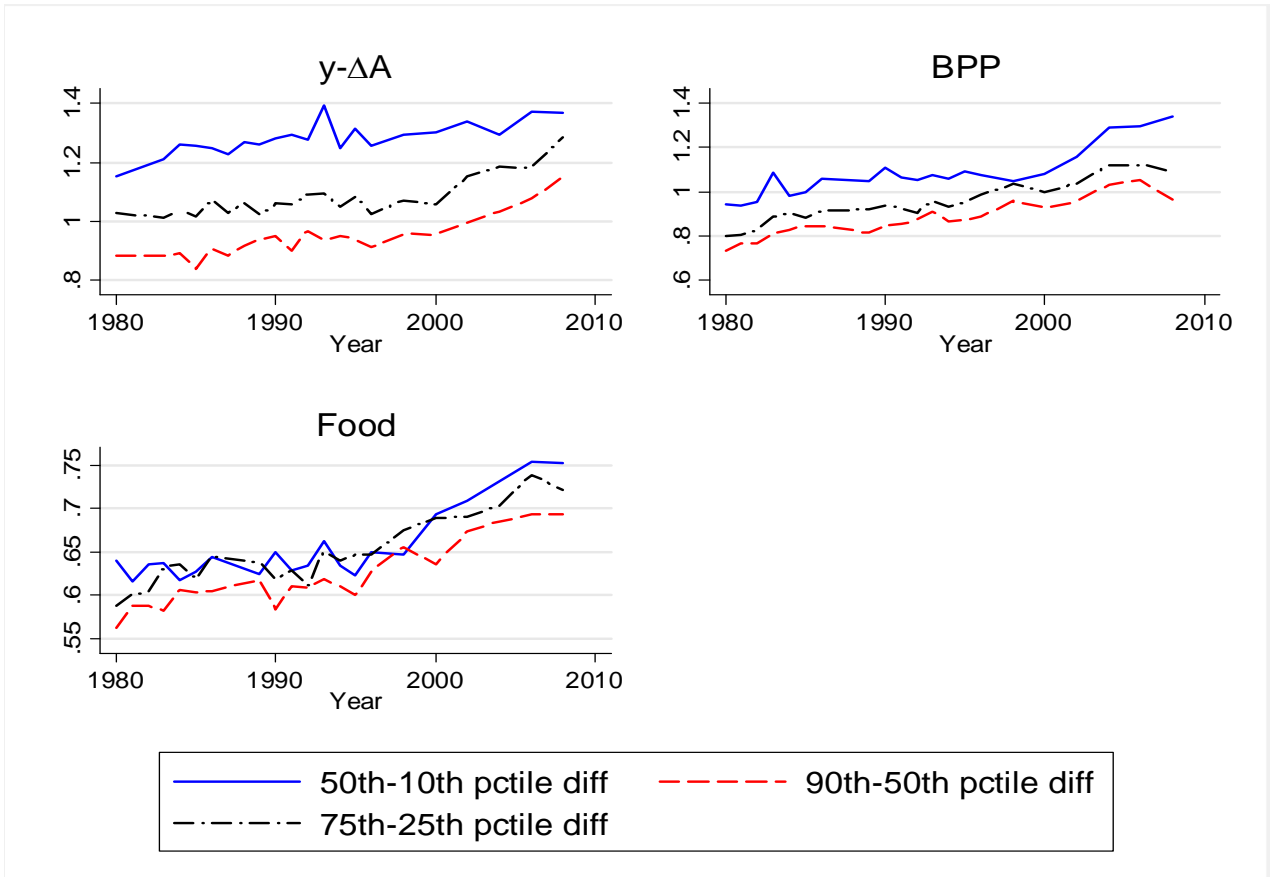 y-ΔA
1.4
1.2
1
.8
1980 1990 2000 2010
Year
BPP
1.4
1.2
1
.8
.6
1980 1990 2000 2010
Year
Food
.75
.7
.65
.6
.55
1980 1990 2000 2010
Year
50th-10th pctile diff 90th-50th pctile diff
75th-25th pctile diff